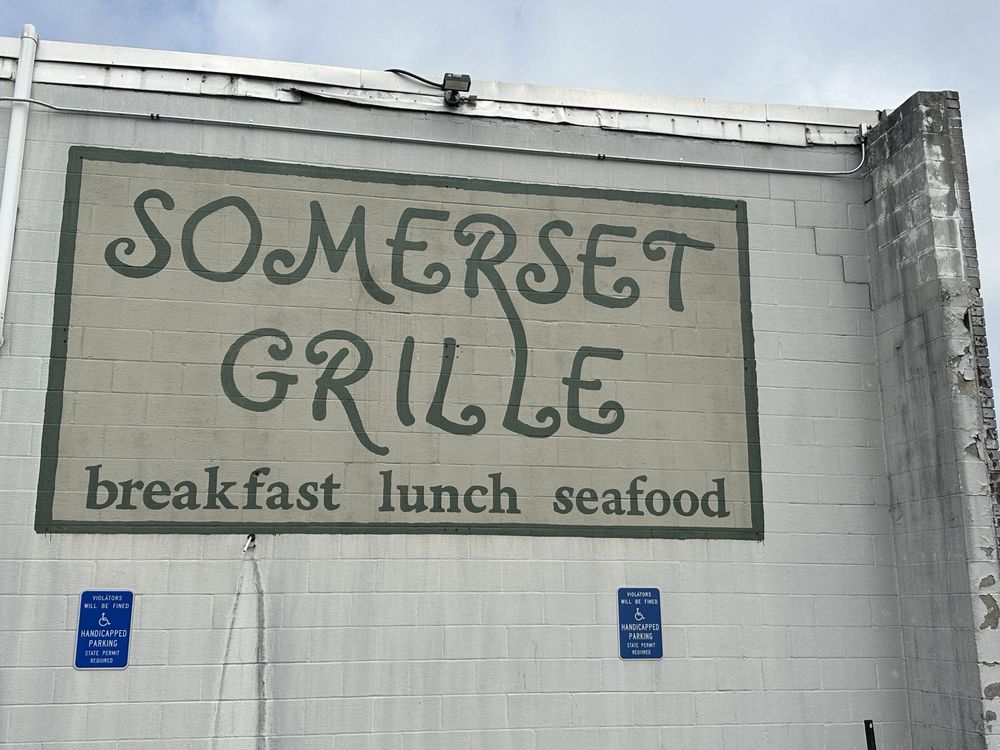 SOMERSET
GRILLE
breakfast lunch seafood
VIOLATORS
WILL BE FINED
HANDICAPPED
PARKING
STATE PERMIT
REQUIRED
VIOLATORS
WILL BE FINED
HANDICAPPED
PARKING
STATE PERMIT
REQUIRED